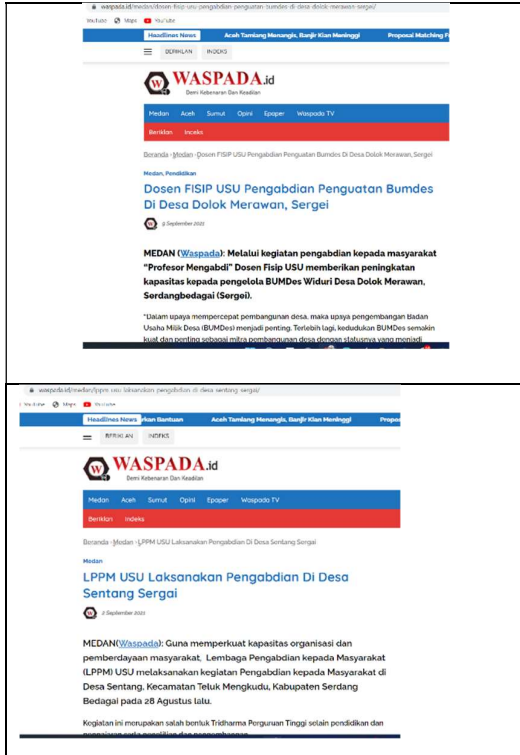 waspada.id/medan/dosen-fisip-usu-pengabdian-penguatan-bumdes-di-desa-dolok-merawan-sergei/
YouTube Maps YouTube
Headlines News Aceh Tamiang Menangis, Banjir Kian Meninggi Proposal Matching F
BERIKLAN INDEKS
WASPADA.id
Demi Kebenaran Dan Keadilan
Medan Aceh Sumut Opini Epaper Waspada TV
Beriklan Indeks
Beranda › Medan › Dosen FISIP USU Pengabdian Penguatan Bumdes Di Desa Dolok Merawan, Sergei
Medan, Pendidikan
Dosen FISIP USU Pengabdian Penguatan Bumdes
Di Desa Dolok Merawan, Sergei
9 September 2021
MEDAN (Waspada): Melalui kegiatan pengabdian kepada masyarakat
“Profesor Mengabdi” Dosen Fisip USU memberikan peningkatan
kapasitas kepada pengelola BUMDes Widuri Desa Dolok Merawan,
Serdangbedagai (Sergei).
"Dalam upaya mempercepat pembangunan desa, maka upaya pengembangan Badan
Usaha Milik Desa (BUMDes) menjadi penting. Terlebih lagi, kedudukan BUMDes semakin
kuat dan penting sebagai mitra pembangunan desa dengan statusnya yang menjadi
waspada.id/medan/lppm-usu-laksanakan-pengabdian-di-desa-sentang-sergai/
YouTube Maps YouTube
Headlines News rkan Bantuan Aceh Tamiang Menangis, Banjir Kian Meninggi Propos
BERIKLAN INDEKS
WASPADA.id
Demi Kebenaran Dan Keadilan
Medan Aceh Sumut Opini Epaper Waspada TV
Beriklan Indeks
Beranda › Medan › LPPM USU Laksanakan Pengabdian Di Desa Sentang Sergai
Medan
LPPM USU Laksanakan Pengabdian Di Desa
Sentang Sergai
2 September 2021
MEDAN(Waspada): Guna memperkuat kapasitas organisasi dan
pemberdayaan masyarakat, Lembaga Pengabdian kepada Masyarakat
(LPPM) USU melaksanakan kegiatan Pengabdian kepada Masyarakat di
Desa Sentang, Kecamatan Teluk Mengkudu, Kabupaten Serdang
Bedagai pada 28 Agustus lalu.
Kegiatan ini merupakan salah bentuk Tridharma Perguruan Tinggi selain pendidikan dan
pengajaran serta penelitian dan pengembangan